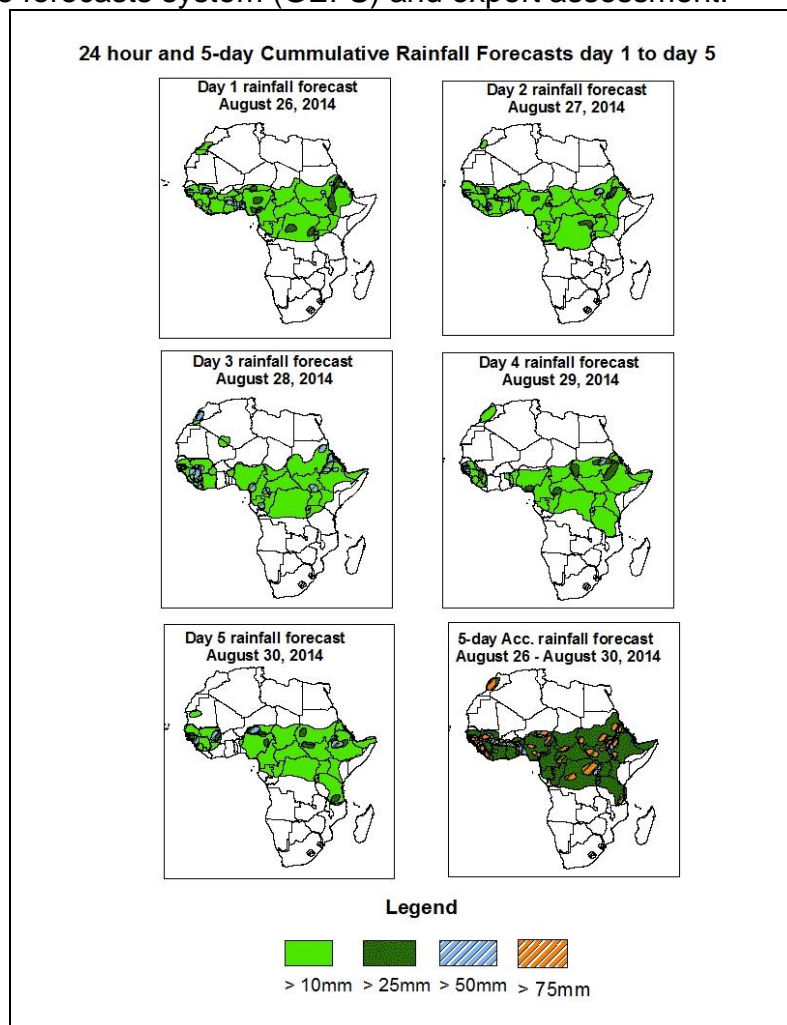 forecasts system (GEFS) and expert assessment.
24 hour and 5-day Cummulative Rainfall Forecasts day 1 to day 5
Day 1 rainfall forecast
August 26, 2014
Day 2 rainfall forecast
August 27, 2014
Day 3 rainfall forecast
August 28, 2014
Day 4 rainfall forecast
August 29, 2014
Day 5 rainfall forecast
August 30, 2014
5-day Acc. rainfall forecast
August 26 - August 30, 2014
Legend
> 10mm > 25mm > 50mm > 75mm